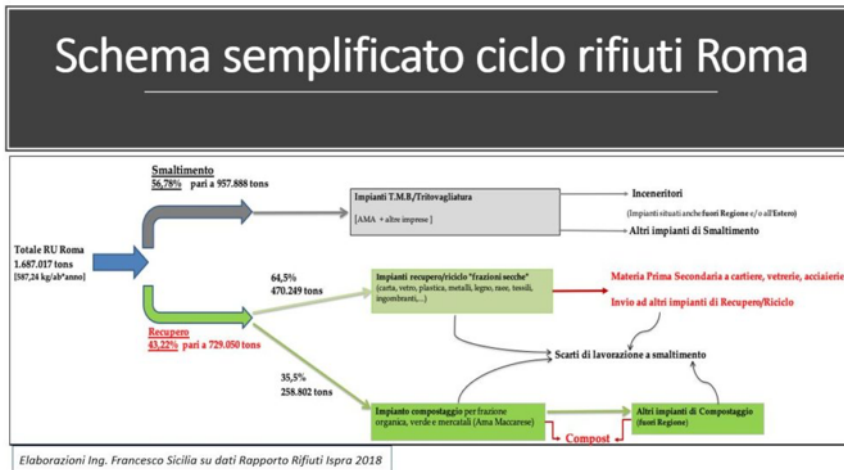 Schema semplificato ciclo rifiuti Roma
Smaltimento
56,78% pari a 957.888 tons
Impianti T.M.B./Tritovagliatura
[AMA + altre imprese ]
Inceneritori
(Impianti situati anche fuori Regione e/o all'Estero)
Altri impianti di Smaltimento
Totale RU Roma
1.687.017 tons
[587,24 kg/ab*anno]
64,5%
470.249 tons
Impianti recupero/riciclo "frazioni secche"
(carta, vetro, plastica, metalli, legno, raee, tessili,
ingombranti,...)
Materia Prima Secondaria a cartiere, vetrerie, acciaierie
Invio ad altri impianti di Recupero/Riciclo
Recupero
43,22% pari a 729.050 tons
Scarti di lavorazione a smaltimento
35,5%
258.802 tons
Impianto compostaggio per frazione
organica, verde e mercatali (Ama Maccarese)
Altri impianti di Compostaggio
(fuori Regione)
Compost
Elaborazioni Ing. Francesco Sicilia su dati Rapporto Rifiuti Ispra 2018